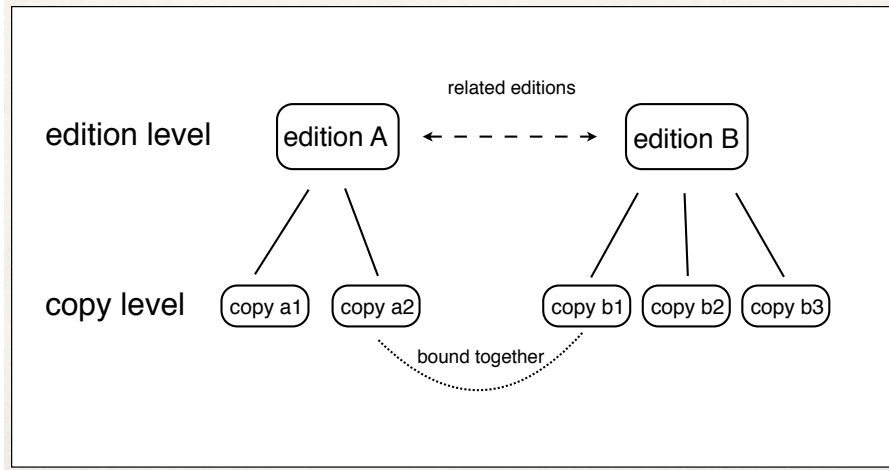 related editions
edition level
edition A
edition B
copy level
copy a1
copy a2
copy b1
copy b2
copy b3
bound together